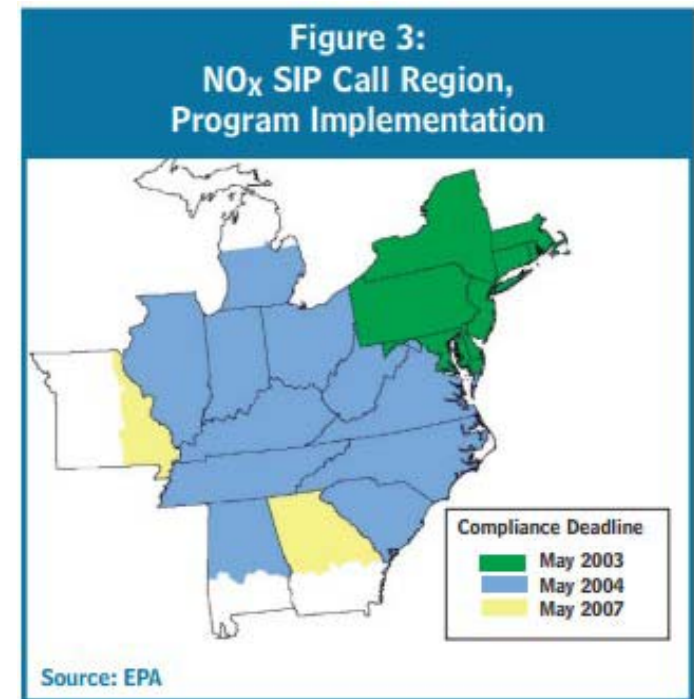 Figure 3:
NOX SIP Call Region,
Program Implementation
Compliance Deadline
May 2003
May 2004
May 2007
Source: EPA